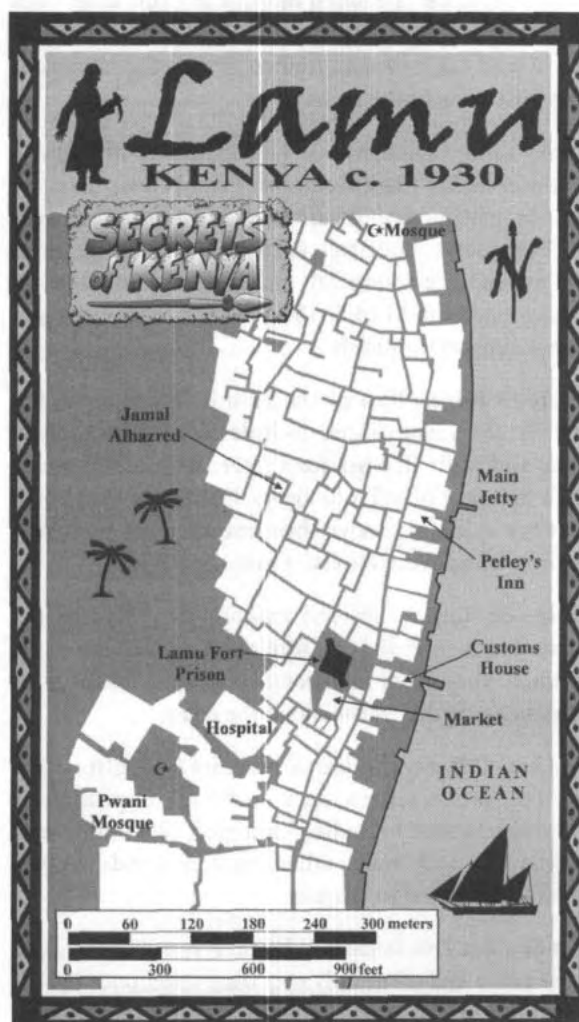 Lamu
KENYA c. 1930
SECRETS
of KENYA
Mosque
N
Jamal
Alhazred
Main
Jetty
Petley's
Inn
Lamu Fort
Prison
Customs
House
Hospital
Market
Pwani
Mosque
INDIAN
OCEAN
0 60 120 180 240 300 meters
0 300 600 900 feet